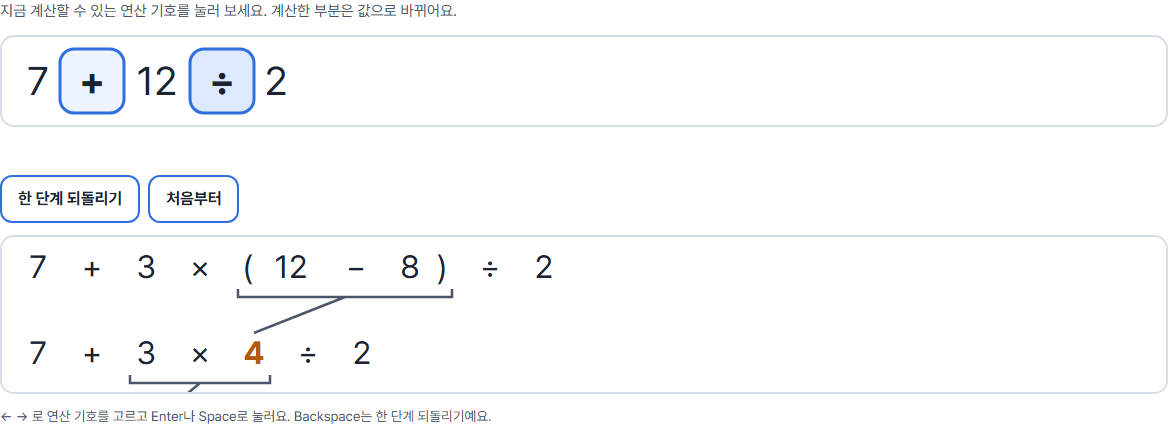 지금 계산할 수 있는 연산 기호를 눌러 보세요. 계산한 부분은 값으로 바뀌어요.
7 + 12 ÷ 2
한 단계 되돌리기 처음부터
7 + 3 × ( 12 − 8 ) ÷ 2
7 + 3 × 4 ÷ 2
← → 로 연산 기호를 고르고 Enter나 Space로 눌러요. Backspace는 한 단계 되돌리기예요.